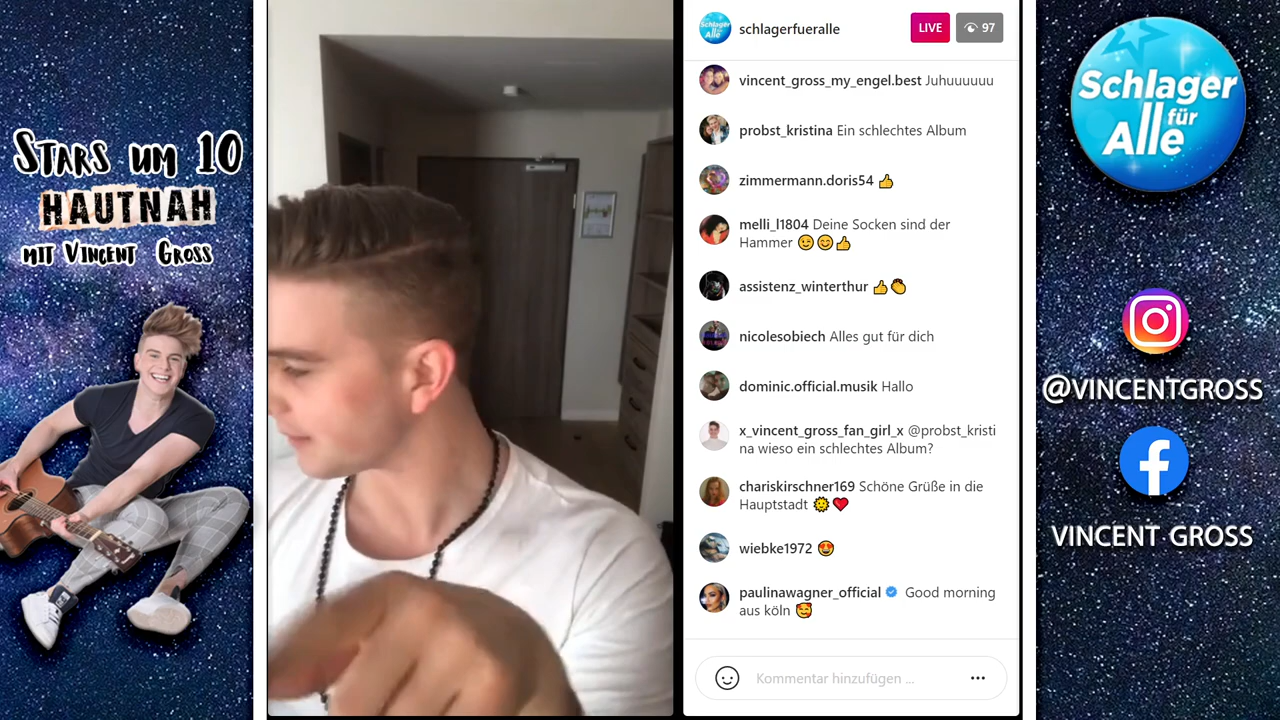 STARS UM 10
HAUTNAH
MIT VINCENT GROSS
Schlager
für
Alle
schlagerfueralle
LIVE
97
vincent_gross_my_engel.best Juhuuuuuu
probst_kristina Ein schlechtes Album
zimmermann.doris54 👍
melli_l1804 Deine Socken sind der
Hammer 😉😊👍
assistenz_winterthur 👍👏
nicolesobiech Alles gut für dich
dominic.official.musik Hallo
x_vincent_gross_fan_girl_x @probst_kristi
na wieso ein schlechtes Album?
chariskirschner169 Schöne Grüße in die
Hauptstadt 🌞❤️
wiebke1972 😍
paulinawagner_official Good morning
aus köln 🥰
Kommentar hinzufügen ...
Schlager
für
Alle
@VINCENTGROSS
VINCENT GROSS